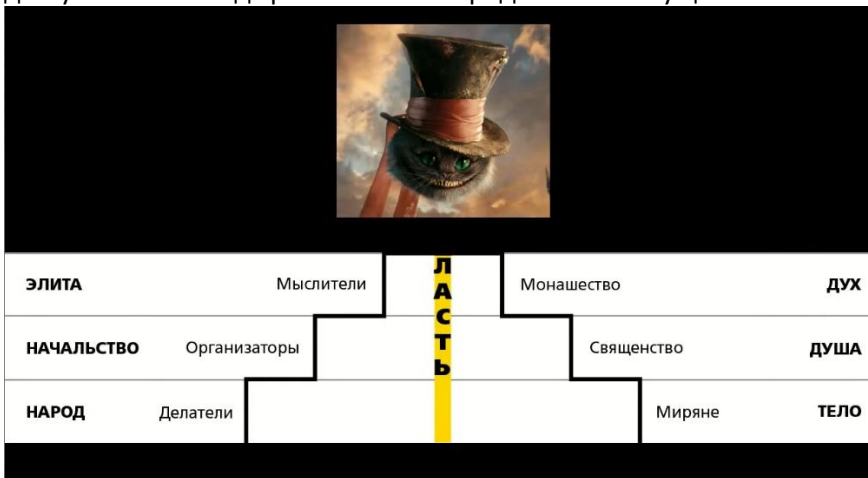 ЭЛИТА Мыслители Монашество ДУХ
НАЧАЛЬСТВО Организаторы Священство ДУША
НАРОД Делатели Миряне ТЕЛО
ЛАСТЬ